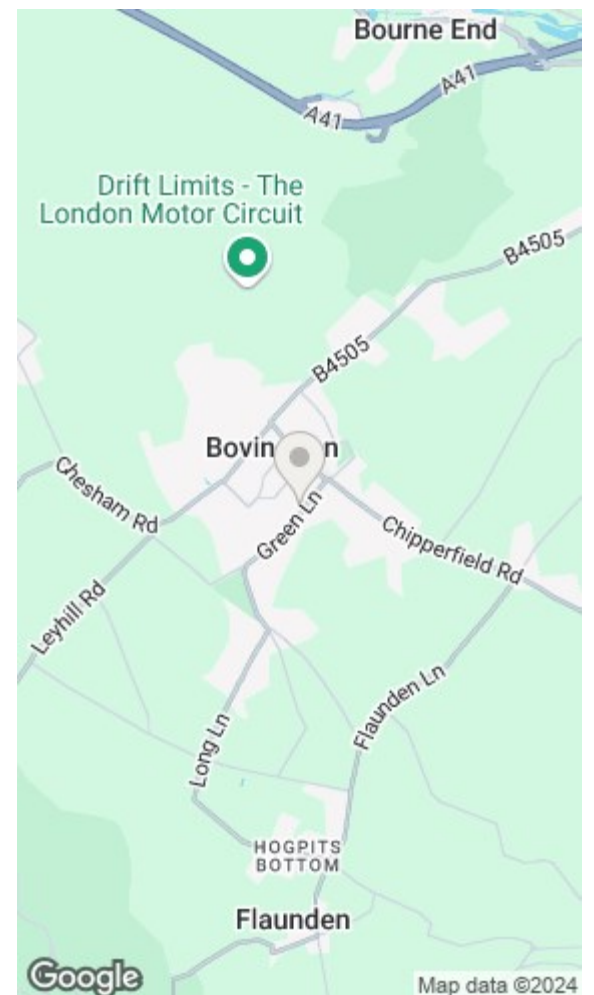 Bourne End
A41
A41
Drift Limits - The
London Motor Circuit
B4505
B4505
Bovin n
Chesham Rd
Green Ln
Chipperfield Rd
Leyhill Rd
Flaunden Ln
Long Ln
HOGPITS
BOTTOM
Flaunden
Google
Map data ©2024